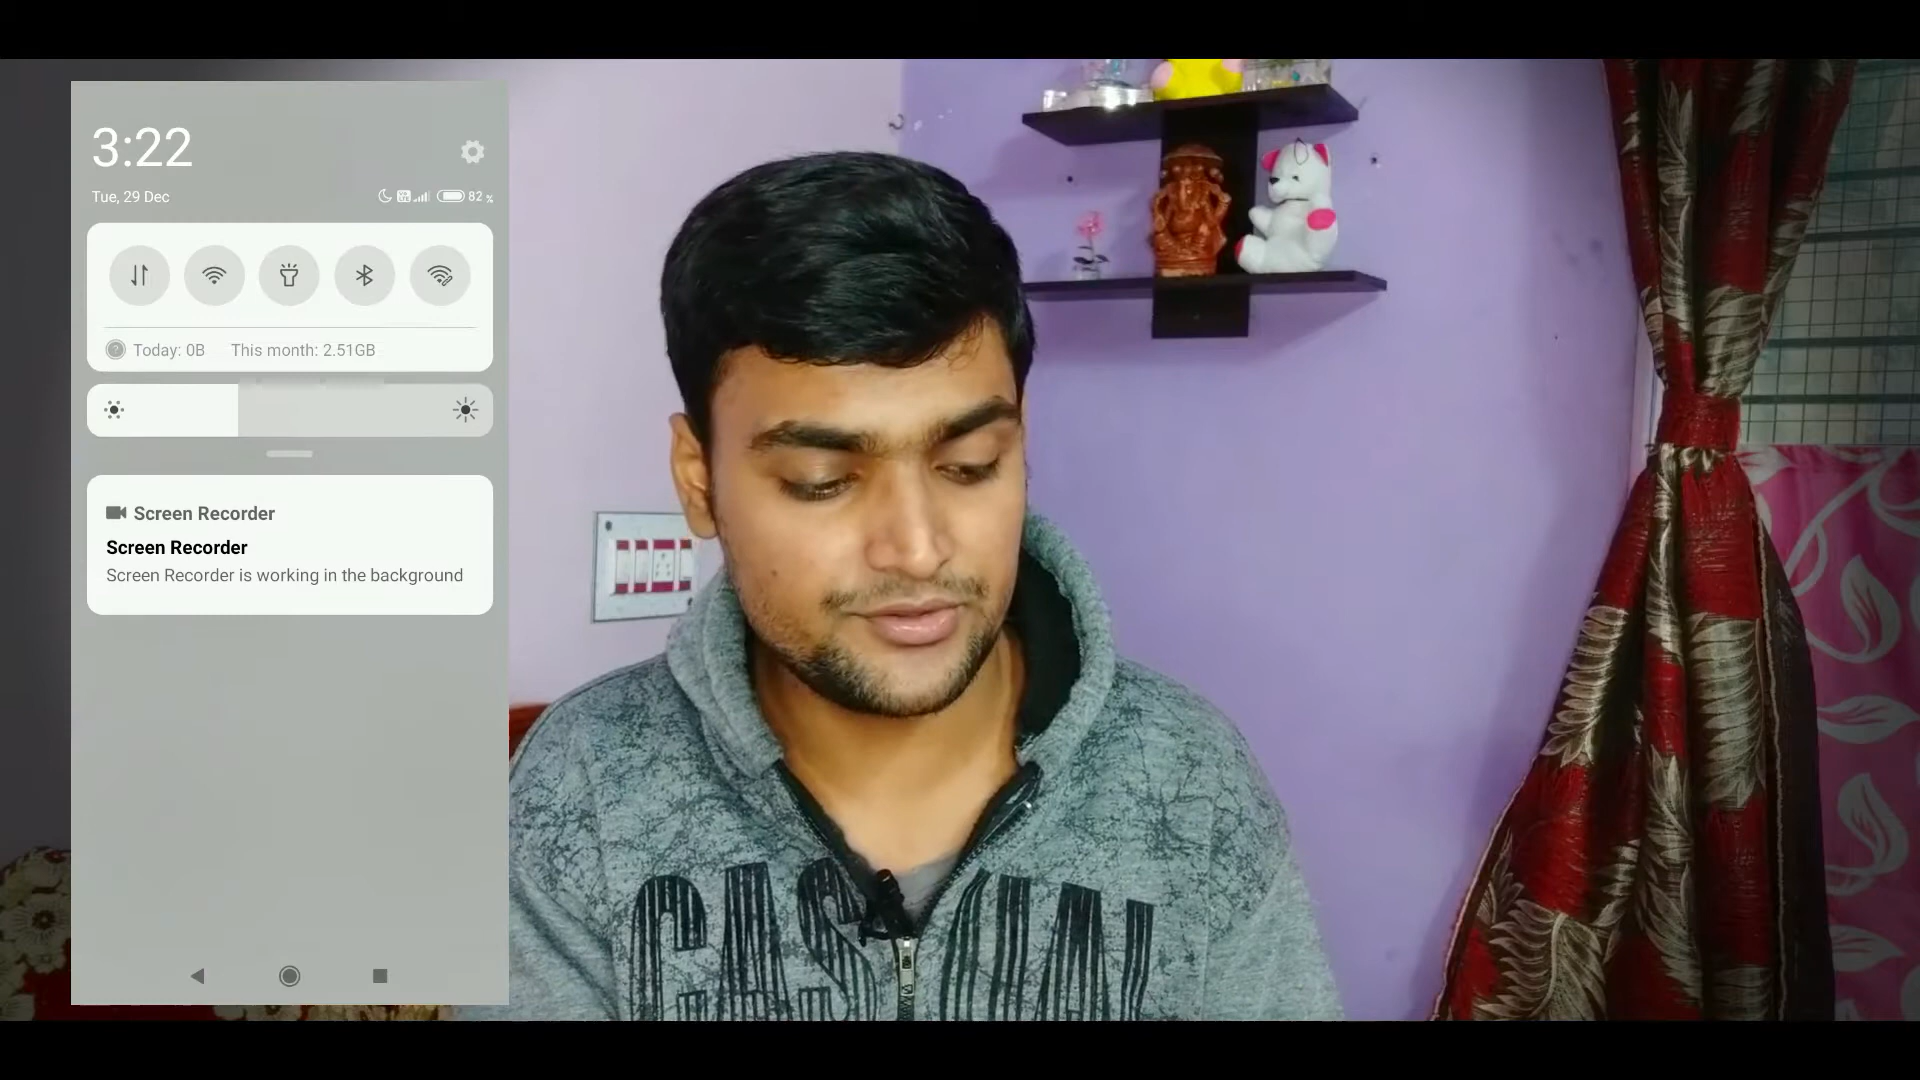 3:22
Tue, 29 Dec
82 %
Today: 0B This month: 2.51GB
Screen Recorder
Screen Recorder
Screen Recorder is working in the background
CASUAL